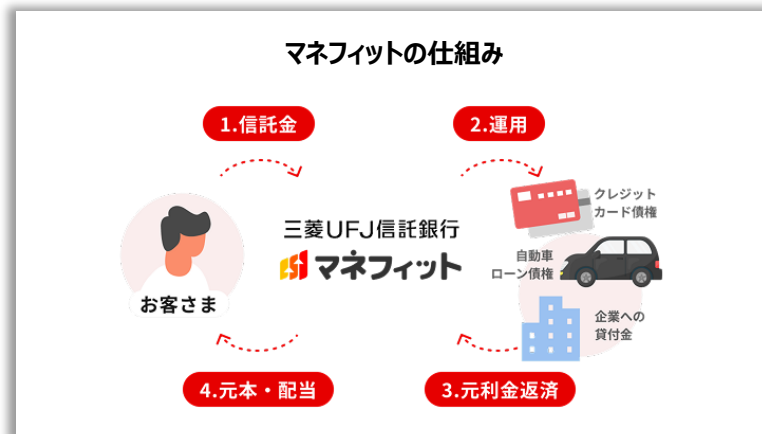 マネフィットの仕組み
1.信託金
2.運用
クレジット
カード債権
三菱UFJ信託銀行
マネフィット
自動車
ローン債権
お客さま
企業への
貸付金
4.元本・配当
3.元利金返済